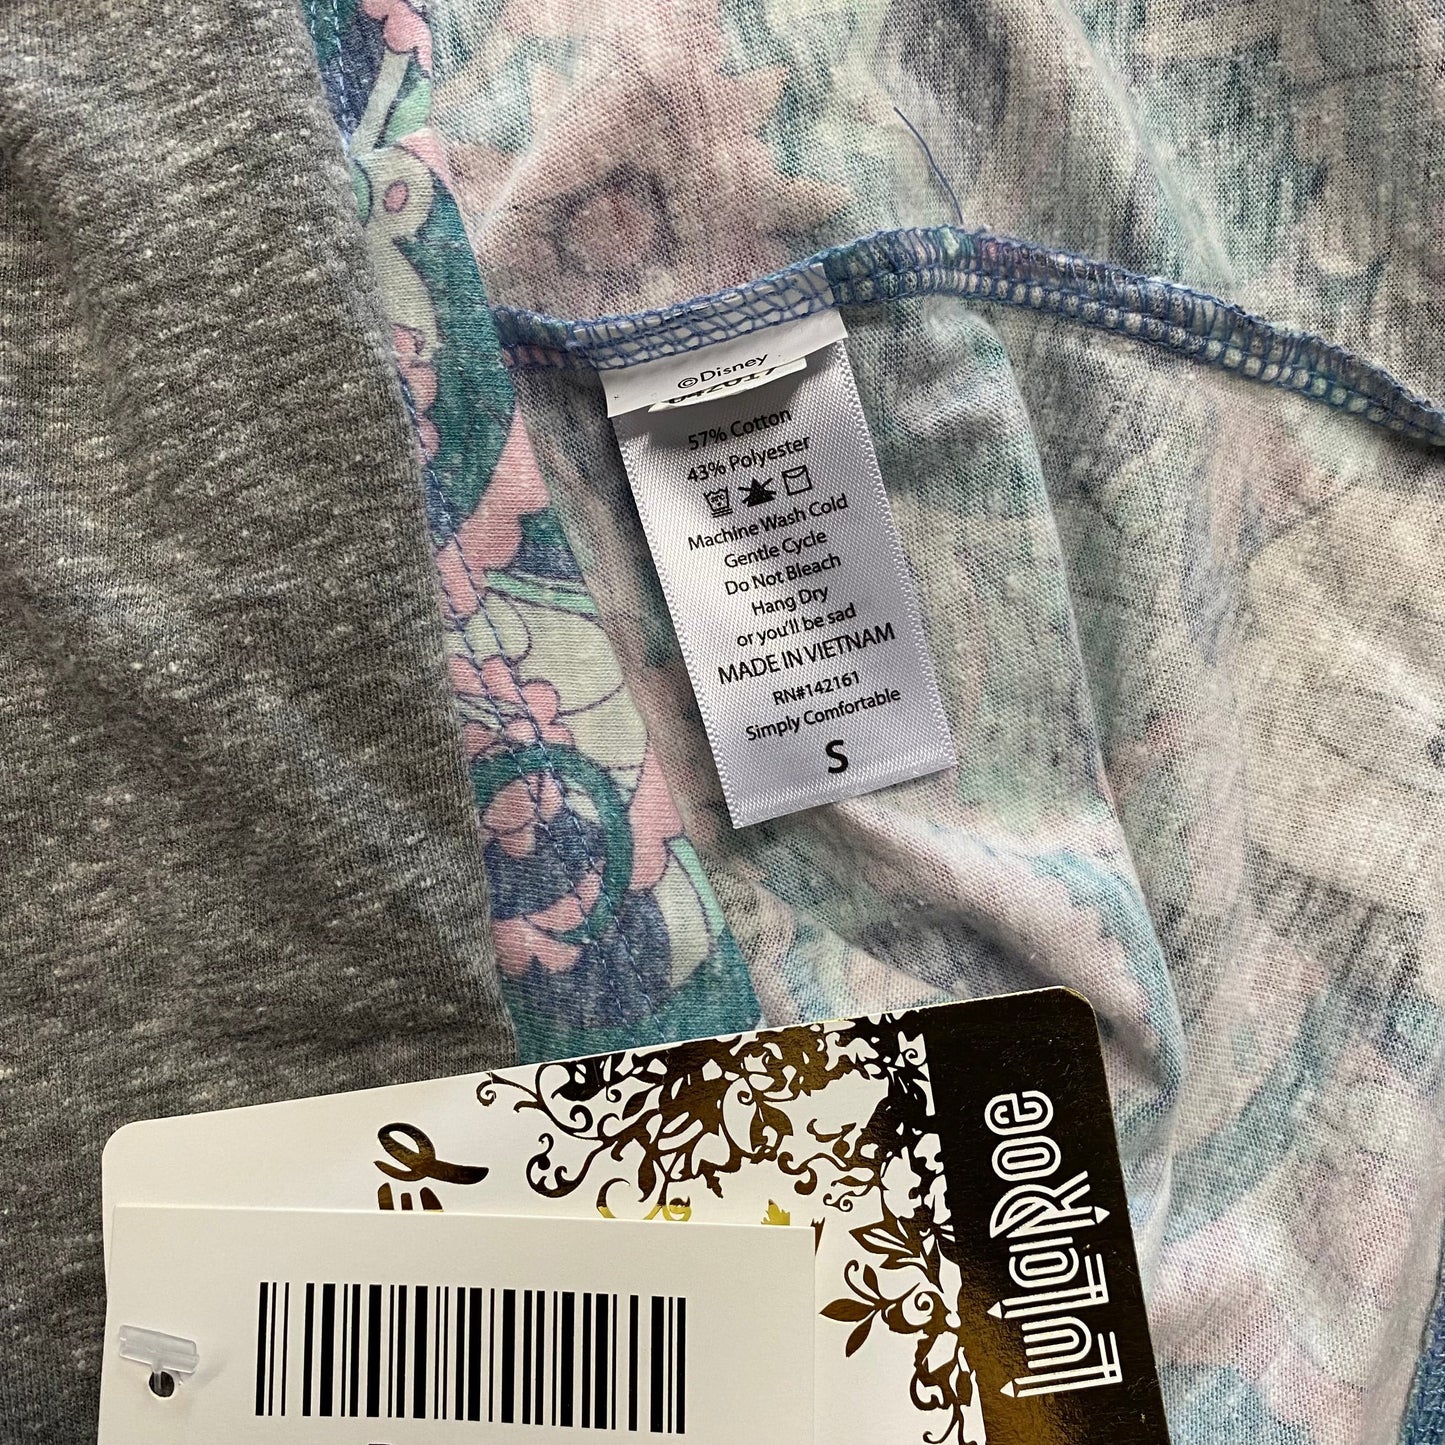 ©Disney
042017
57% Cotton
43% Polyester
Machine Wash Cold
Gentle Cycle
Do Not Bleach
Hang Dry
or you'll be sad
MADE IN VIETNAM
RN#142161
Simply Comfortable
S
LuLaRoe